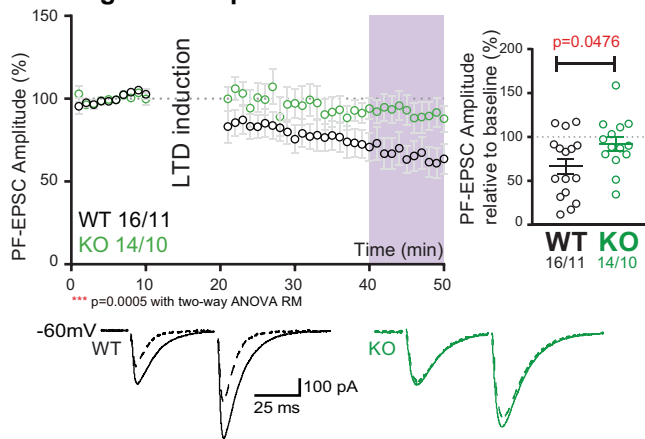 PF-EPSC Amplitude (%)
150
100
50
0
LTD induction
WT 16/11
KO 14/10
Time (min)
0 10 20 30 40 50
*** p=0.0005 with two-way ANOVA RM
PF-EPSC Amplitude (%)
relative to baseline
200
150
100
50
0
p=0.0476
WT KO
16/11 14/10
-60mV
WT
100 pA
25 ms
KO